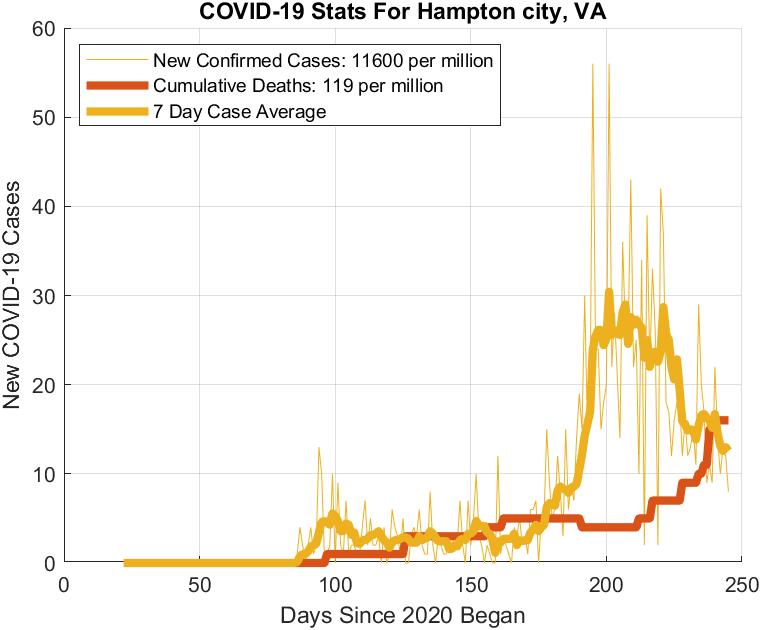 COVID-19 Stats For Hampton city, VA
60
50
40
30
20
10
0
New Confirmed Cases: 11600 per million
Cumulative Deaths: 119 per million
7 Day Case Average
New COVID-19 Cases
0 50 100 150 200 250
Days Since 2020 Began